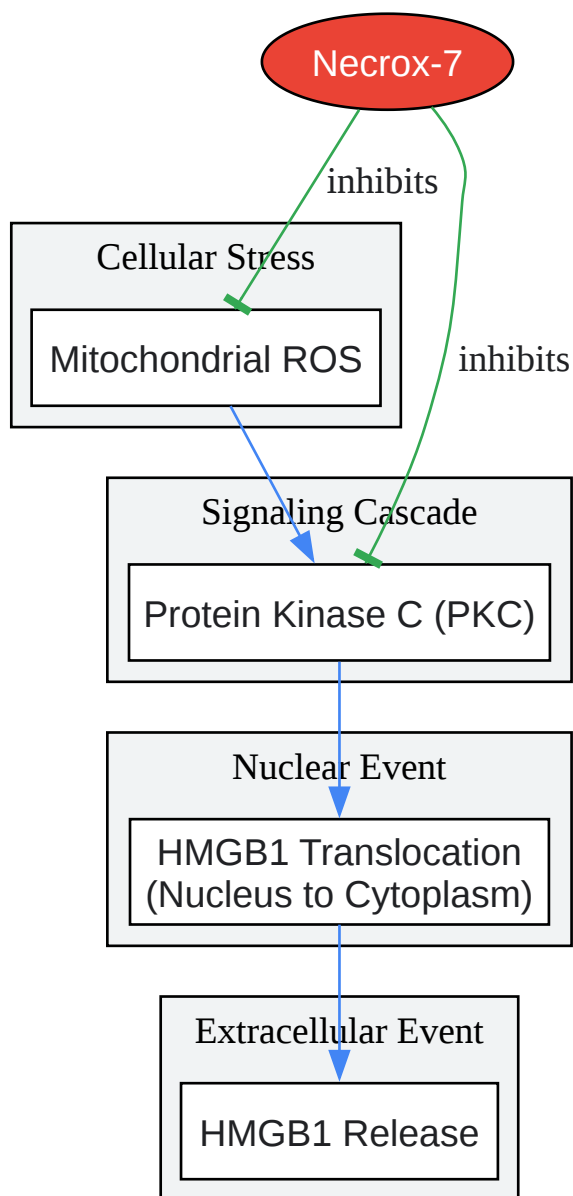 Necrox-7
inhibits
Cellular Stress
Mitochondrial ROS
inhibits
Signaling Cascade
Protein Kinase C (PKC)
Nuclear Event
HMGB1 Translocation
(Nucleus to Cytoplasm)
Extracellular Event
HMGB1 Release